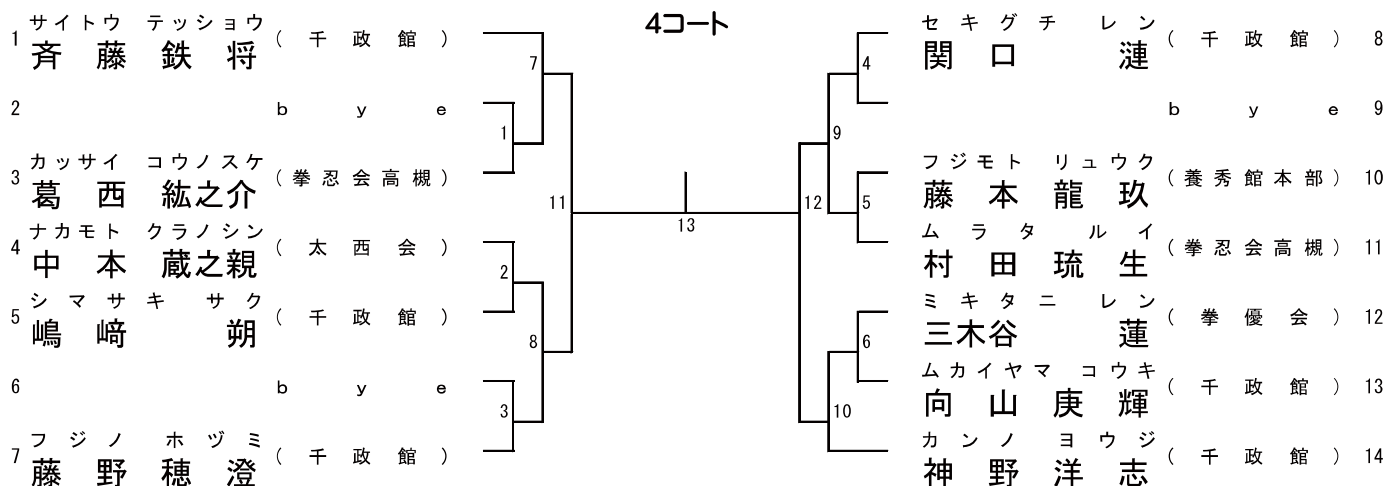 4コート
サイトウ テッショウ
1 斉藤鉄将 (千政館)
2 bye
カッサイ コウノスケ
3 葛西紘之介 (拳忍会高槻)
ナカモト クラノシン
4 中本蔵之親 (太西会)
シマサキ サク
5 嶋﨑朔 (千政館)
6 bye
フジノ ホヅミ
7 藤野穂澄 (千政館)
7
1
11
2
8
3
13
4
9
5
12
6
10
セキグチ レン
関口漣 (千政館) 8
bye 9
フジモト リュウク
藤本龍玖 (養秀館本部) 10
ムラタ ルイ
村田琉生 (拳忍会高槻) 11
ミキタニ レン
三木谷蓮 (拳優会) 12
ムカイヤマ コウキ
向山庚輝 (千政館) 13
カンノ ヨウジ
神野洋志 (千政館) 14